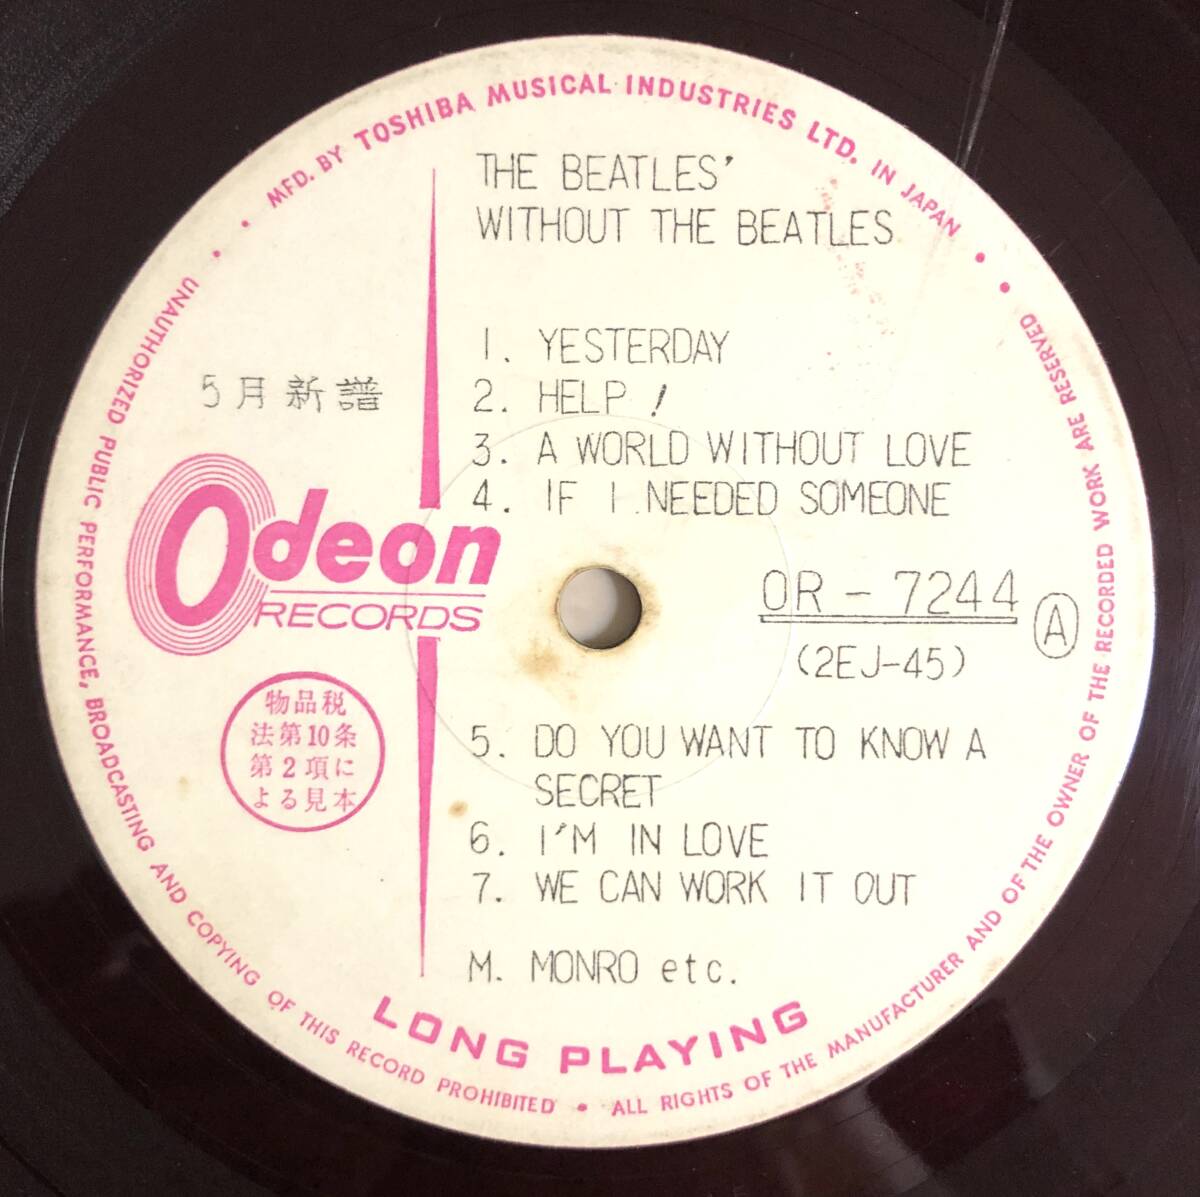 MFD. BY TOSHIBA MUSICAL INDUSTRIES LTD. IN JAPAN
THE BEATLES'
WITHOUT THE BEATLES
1. YESTERDAY
2. HELP !
3. A WORLD WITHOUT LOVE
4. IF I NEEDED SOMEONE
5月新譜
Odeon
RECORDS
OR - 7244 A
(2EJ-45)
物品税
法第10条
第2項に
よる見本
5. DO YOU WANT TO KNOW A
SECRET
6. I'M IN LOVE
7. WE CAN WORK IT OUT
M. MONRO etc.
LONG PLAYING
UNAUTHORIZED PUBLIC PERFORMANCE, BROADCASTING AND COPYING OF THIS RECORD PROHIBITED • ALL RIGHTS OF THE MANUFACTURER AND OF THE OWNER OF THE RECORDED WORK ARE RESERVED